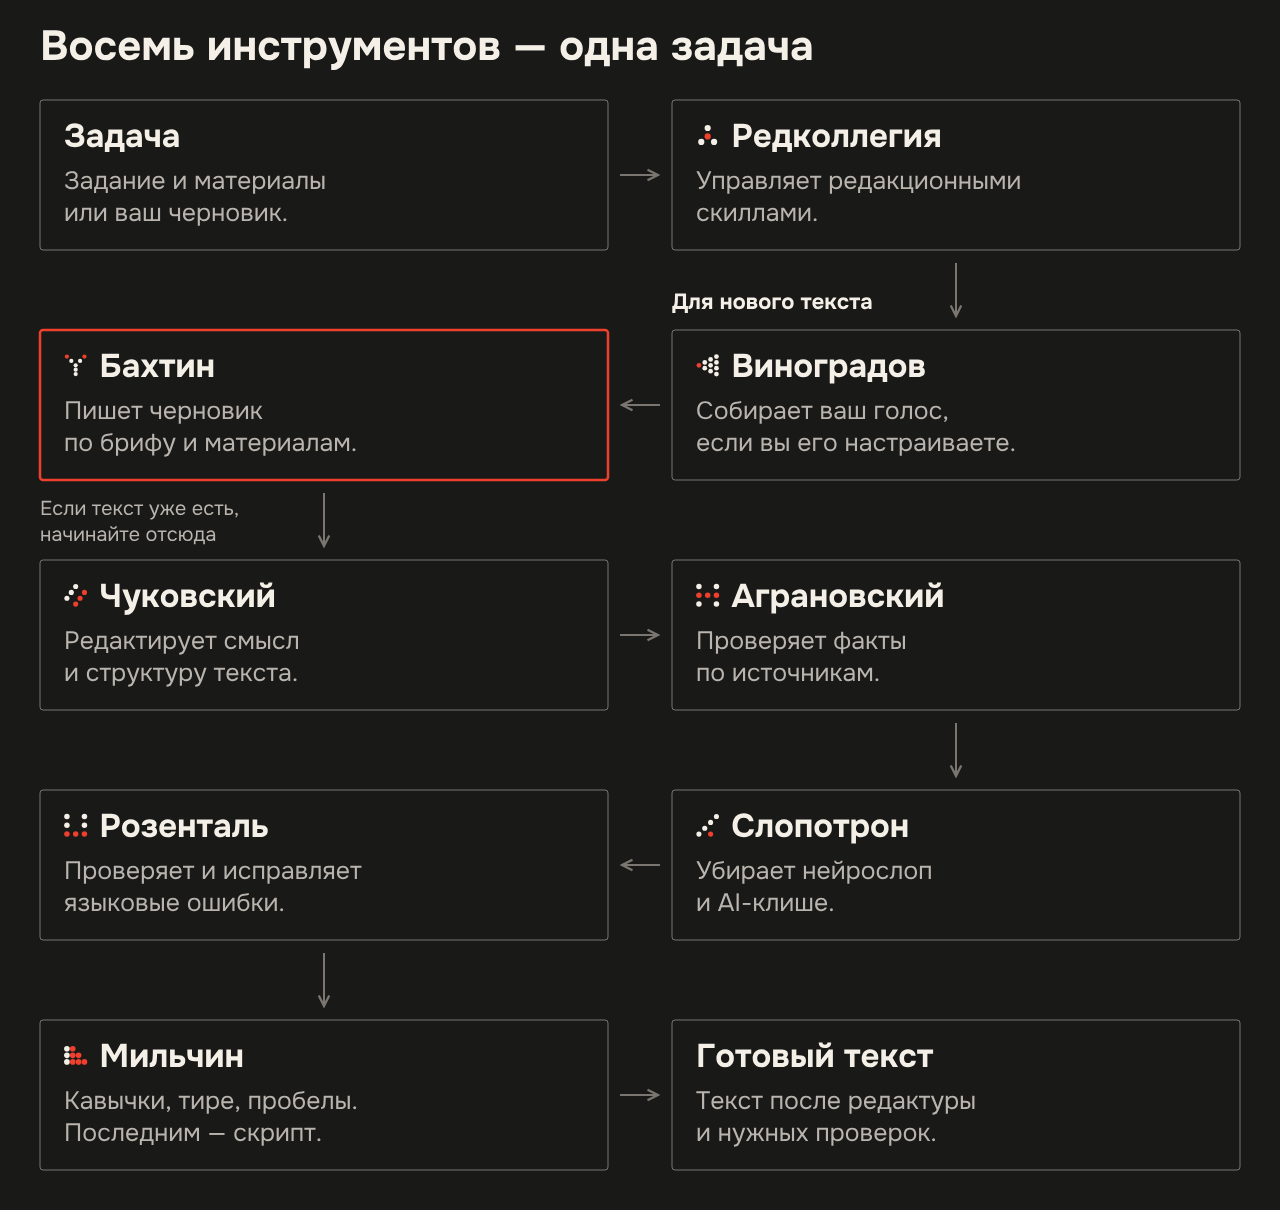 Восемь инструментов — одна задача
Задача
Задание и материалы
или ваш черновик.
Редколлегия
Управляет редакционными
скиллами.
Для нового текста
Виноградов
Собирает ваш голос,
если вы его настраиваете.
Бахтин
Пишет черновик
по брифу и материалам.
Если текст уже есть,
начинайте отсюда
Чуковский
Редактирует смысл
и структуру текста.
Аграновский
Проверяет факты
по источникам.
Слопотрон
Убирает нейрослоп
и AI-клише.
Розенталь
Проверяет и исправляет
языковые ошибки.
Мильчин
Кавычки, тире, пробелы.
Последним — скрипт.
Готовый текст
Текст после редактуры
и нужных проверок.